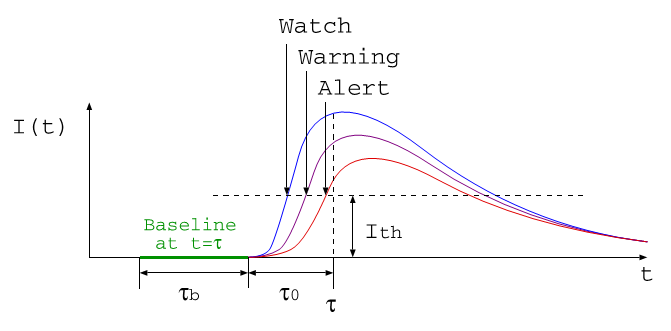 Watch
Warning
Alert
I(t)
Baseline
at t=τ
Ith
t
τb
τ0
τ